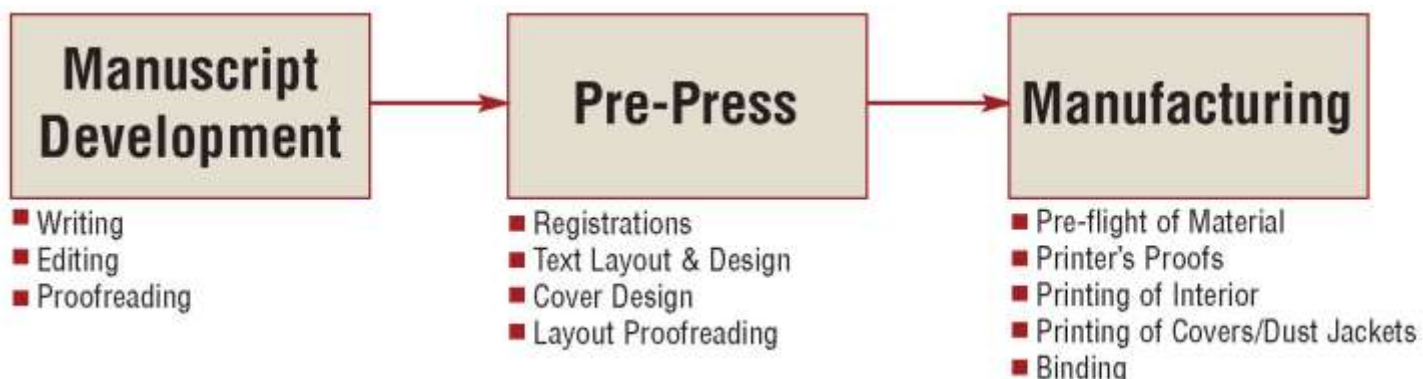 Manuscript
Development
Writing
Editing
Proofreading
Pre-Press
Registrations
Text Layout & Design
Cover Design
Layout Proofreading
Manufacturing
Pre-flight of Material
Printer's Proofs
Printing of Interior
Printing of Covers/Dust Jackets
Binding